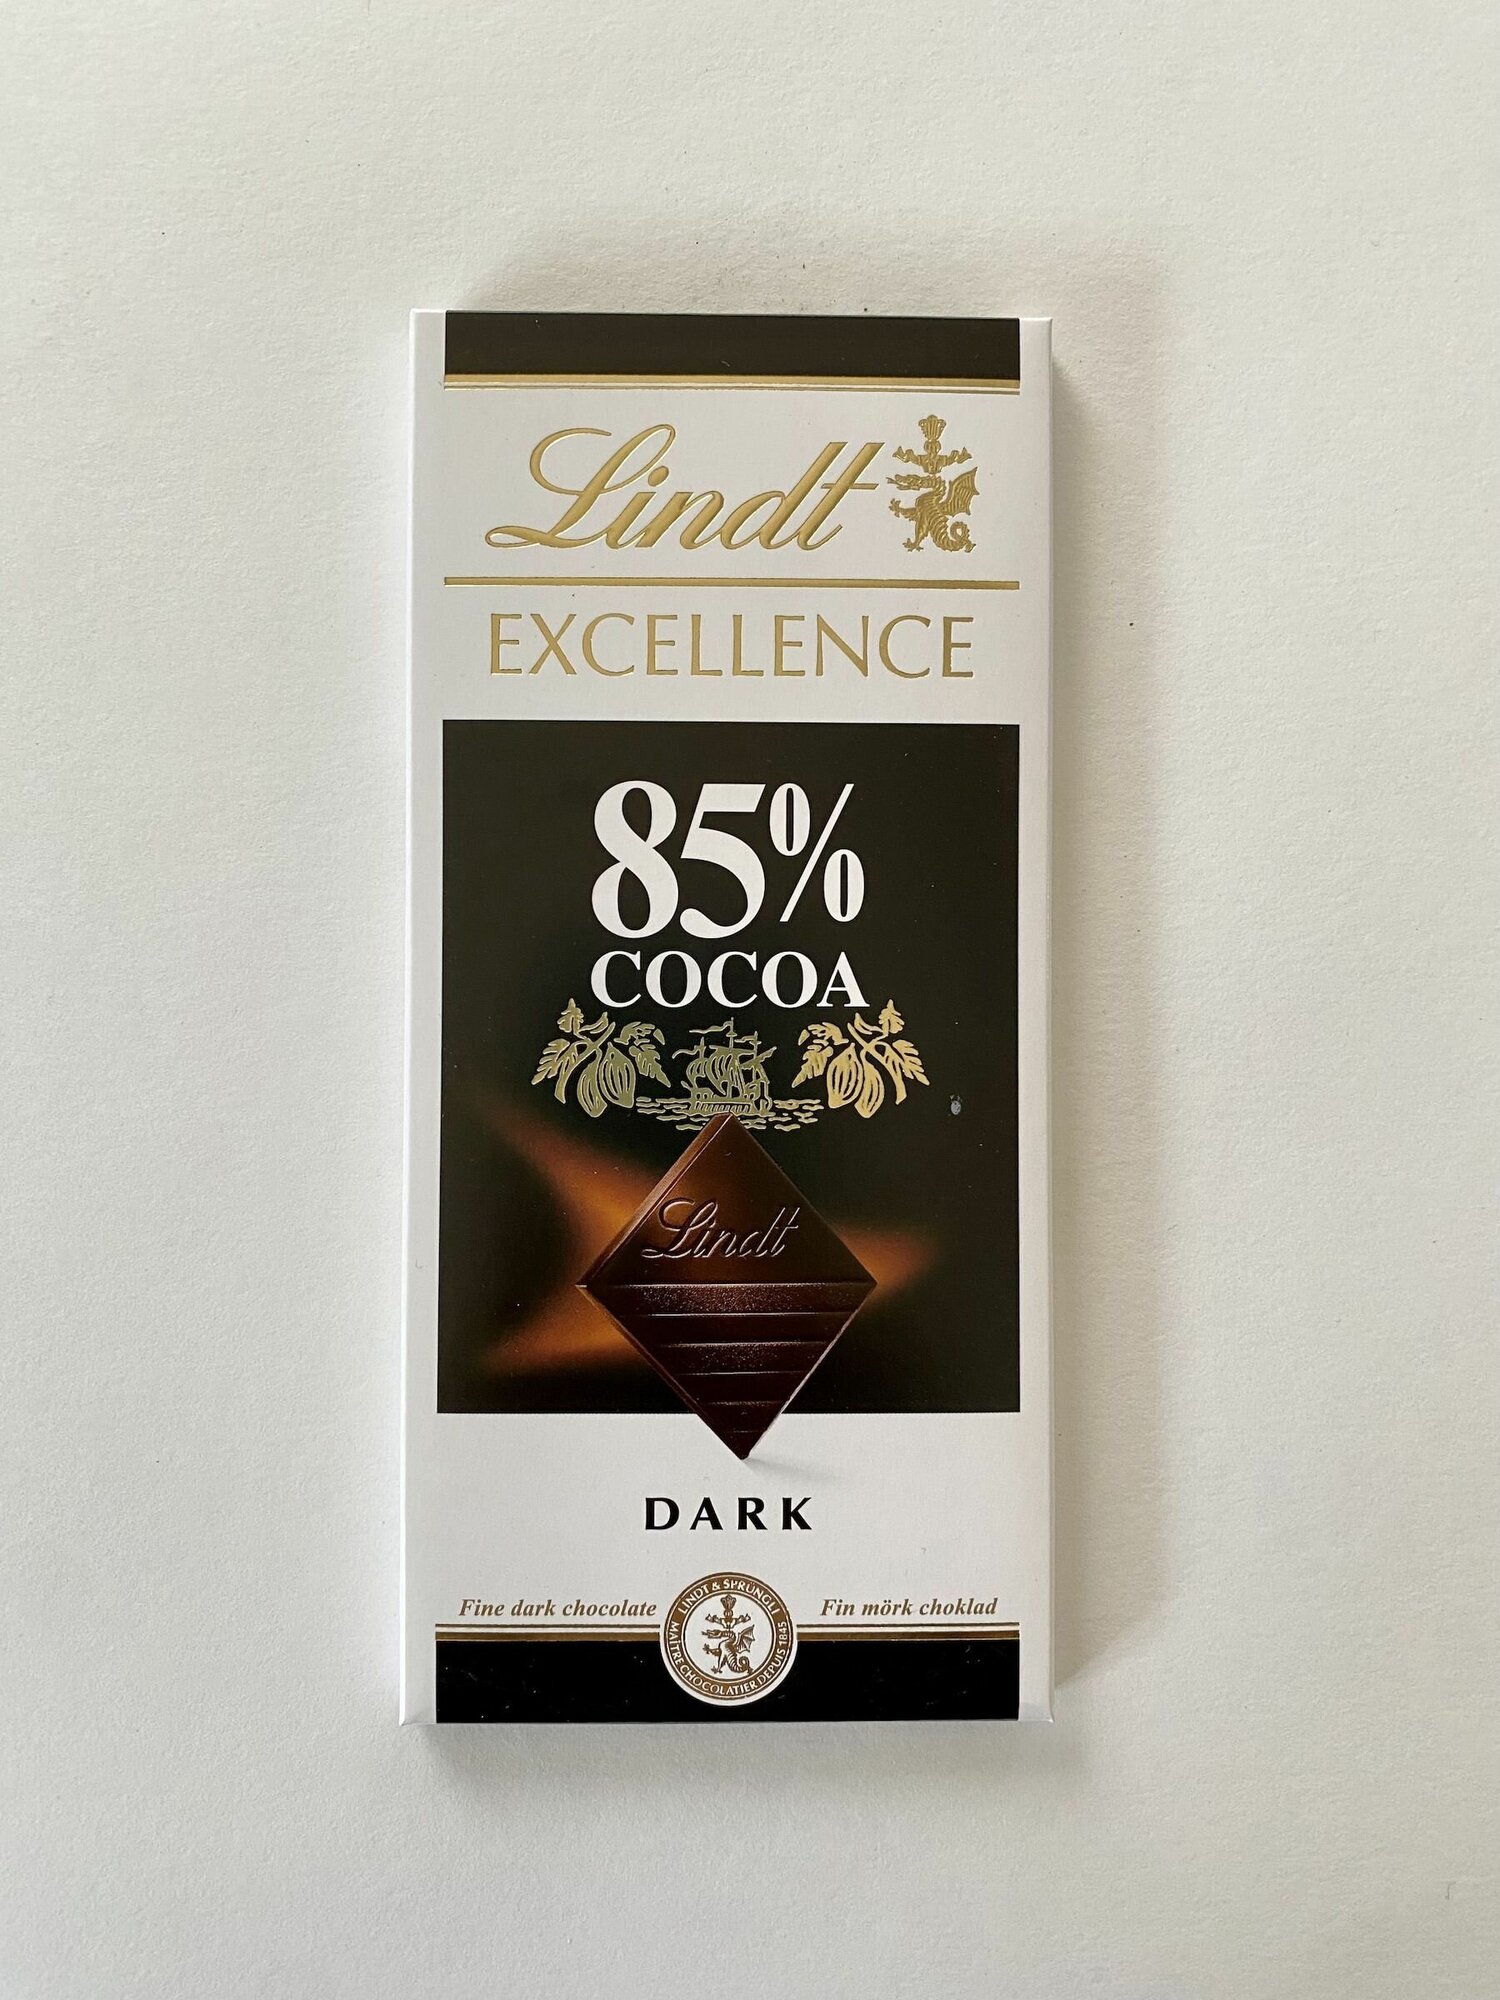 Lindt
EXCELLENCE
85%
COCOA
Lindt
DARK
Fine dark chocolate
Fin mörk choklad
LINDT & SPRÜNGLI
MAÎTRE CHOCOLATIER DEPUIS 1845